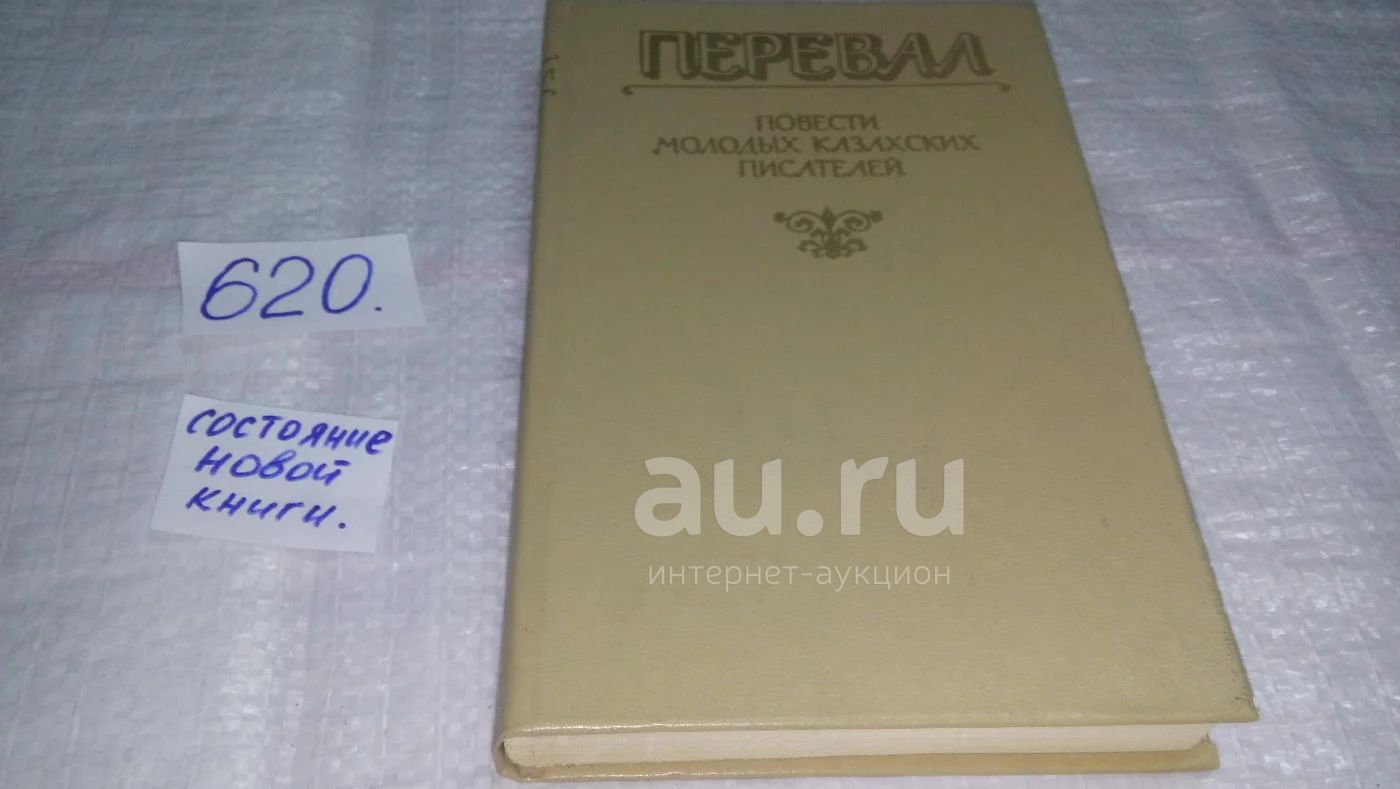 ПЕРЕВАЛ
ПОВЕСТИ
МОЛОДЫХ КАЗАХСКИХ
ПИСАТЕЛЕЙ
620.
состояние
новой
книги.
au.ru
интернет-аукцион